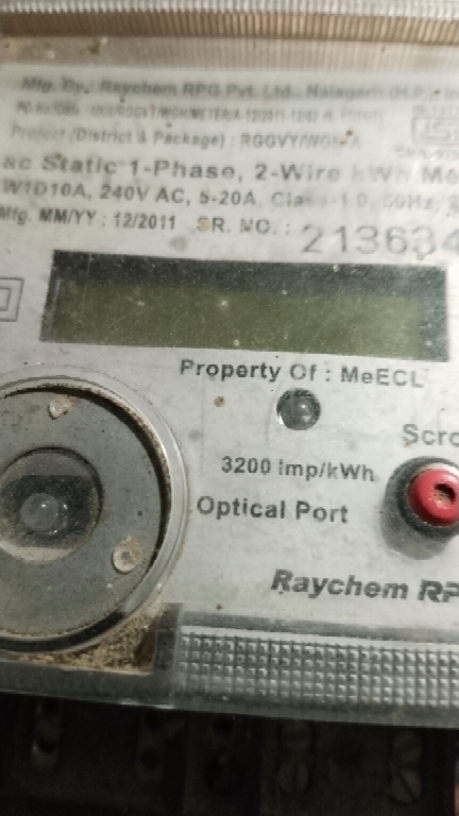 Mfg. By.: Raychem RPG Pvt. Ltd., Nalagarh (H.P.)
Project (District & Package) : RGGVY/
ac Static 1-Phase, 2-Wire kWh Me
W1D10A, 240V AC, 5-20A, Class-1.0, 50Hz,
Mfg. MM/YY : 12/2011 SR. NO. : 213634
Property Of : MeECL
Scro
3200 imp/kWh
Optical Port
Raychem RP